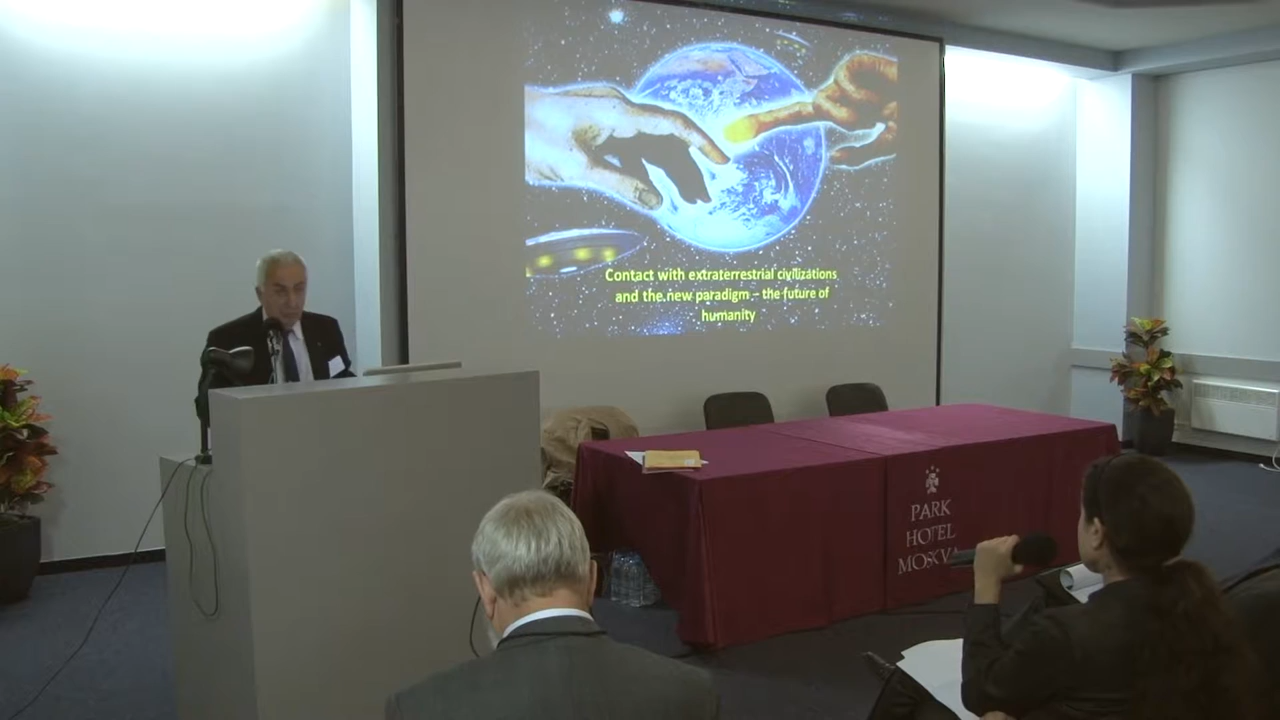 Contact with extraterrestrial civilizations
and the new paradigm – the future of
humanity
PARK
HOTEL
MOSKVA